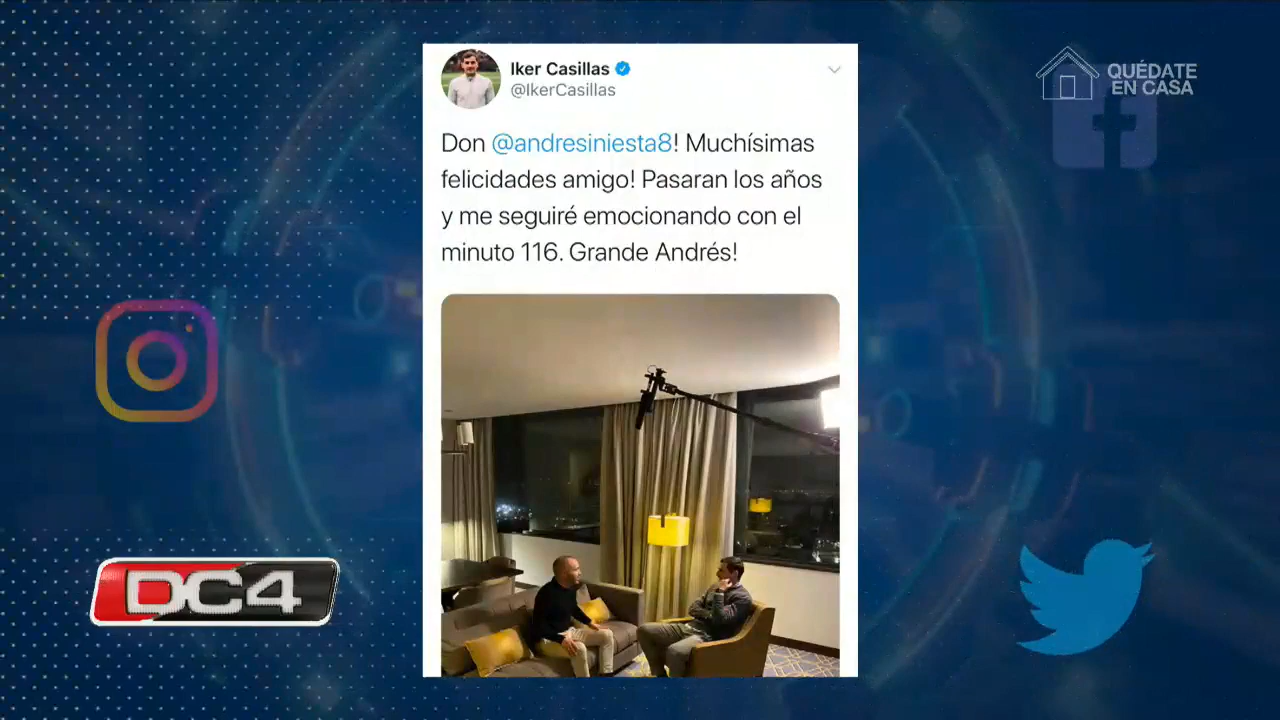 Iker Casillas
@IkerCasillas
Don @andresiniesta8! Muchísimas
felicidades amigo! Pasaran los años
y me seguiré emocionando con el
minuto 116. Grande Andrés!
QUÉDATE
EN CASA
DC4